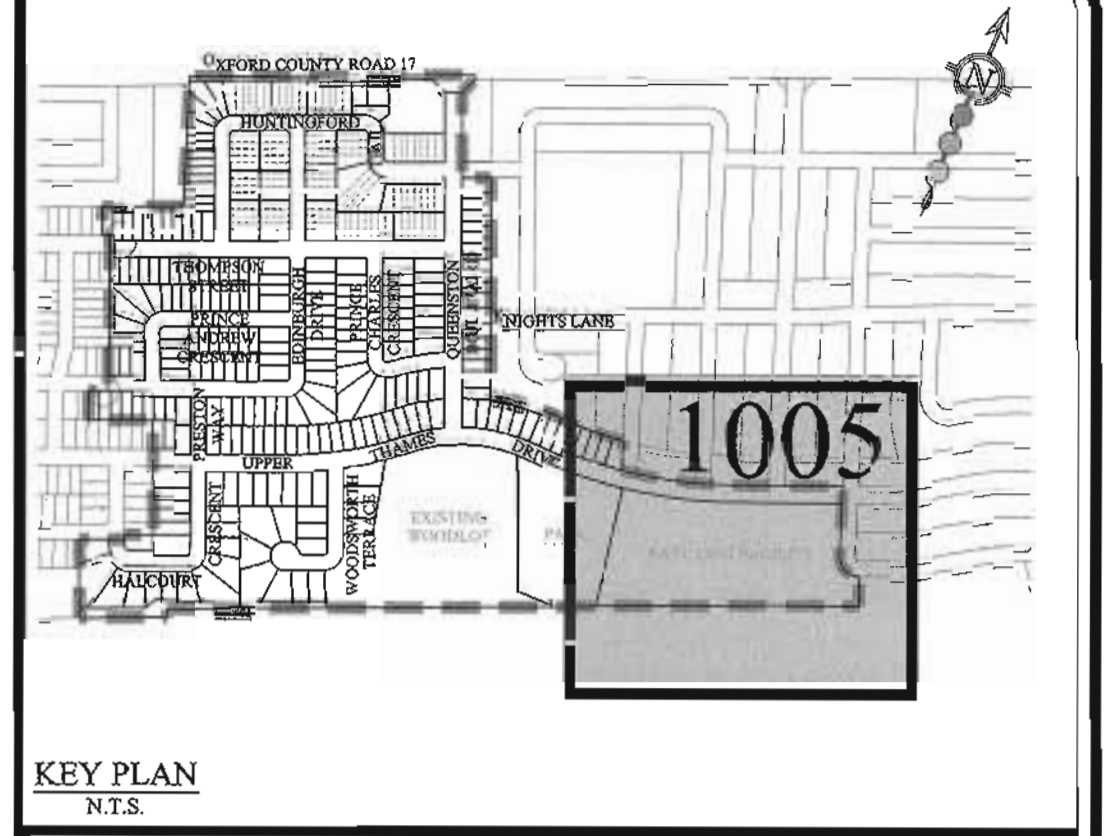 OXFORD COUNTY ROAD 17
N
HUNTINGFORD
THOMPSON
STREET
PRINCE
ANDREW
CRESCENT
EDINBURGH
DRIVE
PRINCE
CHARLES
CRESCENT
QUEENSTON
NIGHTS LANE
1005
PRESTON
WAY
UPPER
THAMES
DRIVE
CRESCENT
WOODSWORTH
TERRACE
EXISTING
WOODLOT
HALCOURT
KEY PLAN
N.T.S.